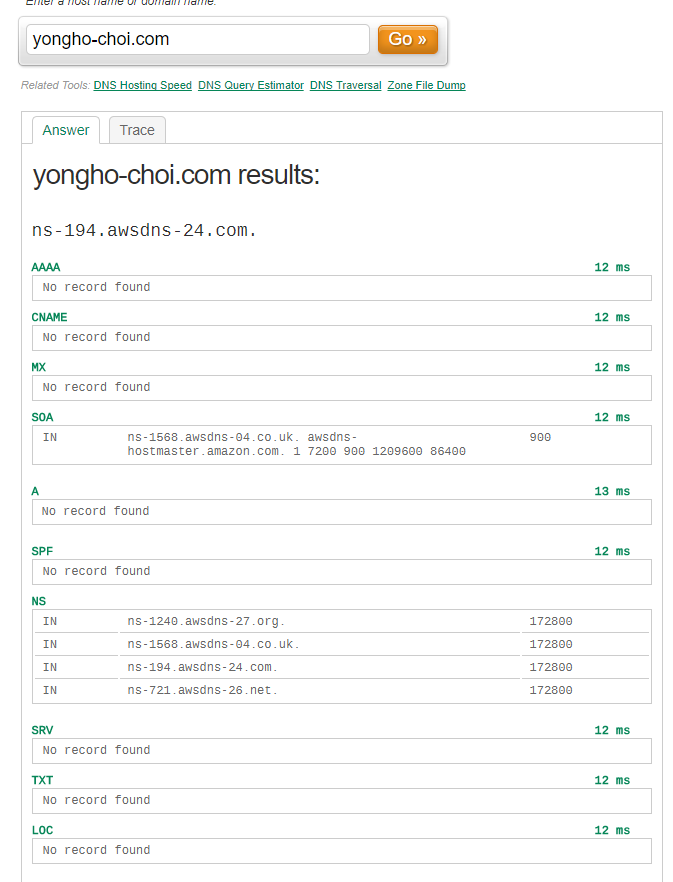 Enter a host name or domain name.
yongho-choi.com Go »
Related Tools: DNS Hosting Speed DNS Query Estimator DNS Traversal Zone File Dump
Answer Trace
yongho-choi.com results:
ns-194.awsdns-24.com.
AAAA 12 ms
No record found
CNAME 12 ms
No record found
MX 12 ms
No record found
SOA 12 ms
IN ns-1568.awsdns-04.co.uk. awsdns- 900
hostmaster.amazon.com. 1 7200 900 1209600 86400
A 13 ms
No record found
SPF 12 ms
No record found
NS
IN ns-1240.awsdns-27.org. 172800
IN ns-1568.awsdns-04.co.uk. 172800
IN ns-194.awsdns-24.com. 172800
IN ns-721.awsdns-26.net. 172800
SRV 12 ms
No record found
TXT 12 ms
No record found
LOC 12 ms
No record found